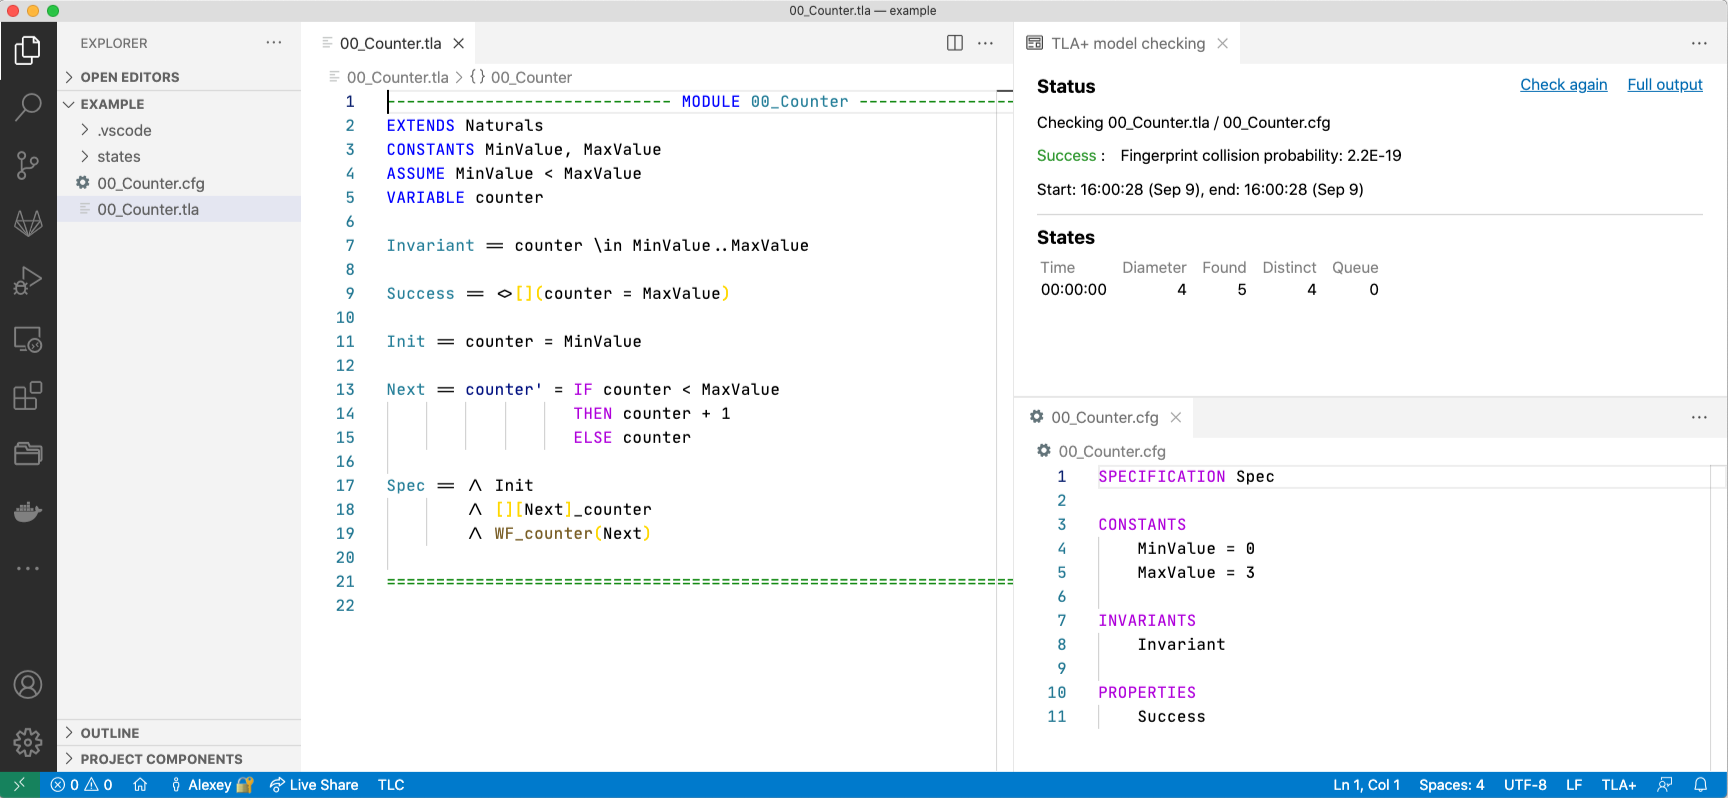 00_Counter.tla — example
EXPLORER
OPEN EDITORS
EXAMPLE
.vscode
states
00_Counter.cfg
00_Counter.tla
OUTLINE
PROJECT COMPONENTS
00_Counter.tla
00_Counter.tla > {} 00_Counter
1 ----------------------------- MODULE 00_Counter ----------------
2 EXTENDS Naturals
3 CONSTANTS MinValue, MaxValue
4 ASSUME MinValue < MaxValue
5 VARIABLE counter
6
7 Invariant == counter \in MinValue..MaxValue
8
9 Success == <>[](counter = MaxValue)
10
11 Init == counter = MinValue
12
13 Next == counter' = IF counter < MaxValue
14 THEN counter + 1
15 ELSE counter
16
17 Spec == /\ Init
18 /\ [][Next]_counter
19 /\ WF_counter(Next)
20
21 ================================================================
22
TLA+ model checking
Status
Check again Full output
Checking 00_Counter.tla / 00_Counter.cfg
Success : Fingerprint collision probability: 2.2E-19
Start: 16:00:28 (Sep 9), end: 16:00:28 (Sep 9)
States
Time Diameter Found Distinct Queue
00:00:00 4 5 4 0
00_Counter.cfg
00_Counter.cfg
1 SPECIFICATION Spec
2
3 CONSTANTS
4 MinValue = 0
5 MaxValue = 3
6
7 INVARIANTS
8 Invariant
9
10 PROPERTIES
11 Success
0 0 Alexey Live Share TLC Ln 1, Col 1 Spaces: 4 UTF-8 LF TLA+